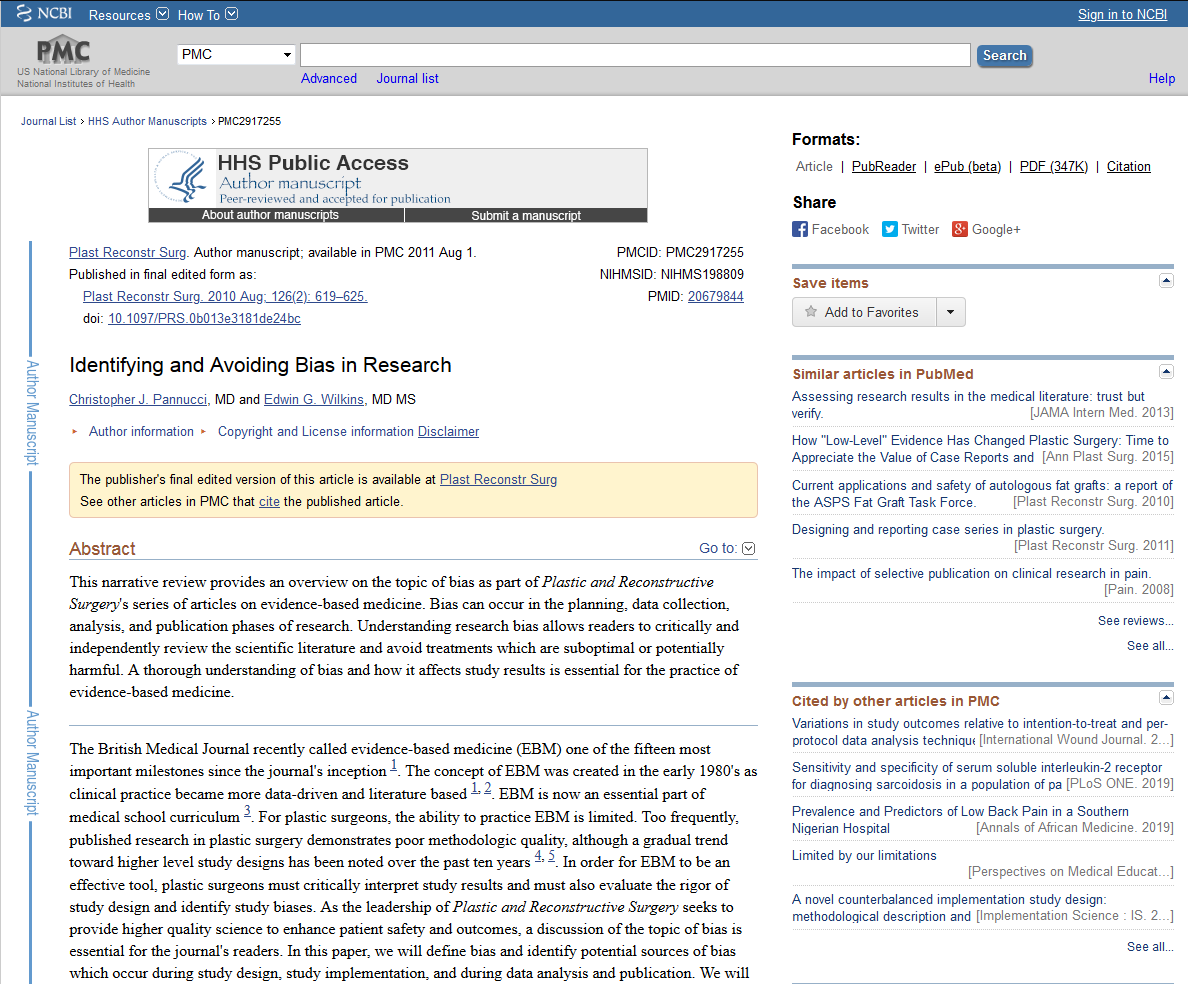 NCBI Resources How To Sign in to NCBI
PMC
US National Library of Medicine
National Institutes of Health
PMC Search
Advanced Journal list Help
Journal List > HHS Author Manuscripts > PMC2917255
HHS Public Access
Author manuscript
Peer-reviewed and accepted for publication
About author manuscripts Submit a manuscript
Author Manuscript
Author Manuscript
Plast Reconstr Surg. Author manuscript; available in PMC 2011 Aug 1. PMCID: PMC2917255
Published in final edited form as: NIHMSID: NIHMS198809
Plast Reconstr Surg. 2010 Aug; 126(2): 619–625. PMID: 20679844
doi: 10.1097/PRS.0b013e3181de24bc
Identifying and Avoiding Bias in Research
Christopher J. Pannucci, MD and Edwin G. Wilkins, MD MS
Author information Copyright and License information Disclaimer
The publisher's final edited version of this article is available at Plast Reconstr Surg
See other articles in PMC that cite the published article.
Abstract Go to:
This narrative review provides an overview on the topic of bias as part of Plastic and Reconstructive
Surgery's series of articles on evidence-based medicine. Bias can occur in the planning, data collection,
analysis, and publication phases of research. Understanding research bias allows readers to critically and
independently review the scientific literature and avoid treatments which are suboptimal or potentially
harmful. A thorough understanding of bias and how it affects study results is essential for the practice of
evidence-based medicine.
The British Medical Journal recently called evidence-based medicine (EBM) one of the fifteen most
important milestones since the journal's inception 1. The concept of EBM was created in the early 1980's as
clinical practice became more data-driven and literature based 1, 2. EBM is now an essential part of
medical school curriculum 3. For plastic surgeons, the ability to practice EBM is limited. Too frequently,
published research in plastic surgery demonstrates poor methodologic quality, although a gradual trend
toward higher level study designs has been noted over the past ten years 4, 5. In order for EBM to be an
effective tool, plastic surgeons must critically interpret study results and must also evaluate the rigor of
study design and identify study biases. As the leadership of Plastic and Reconstructive Surgery seeks to
provide higher quality science to enhance patient safety and outcomes, a discussion of the topic of bias is
essential for the journal's readers. In this paper, we will define bias and identify potential sources of bias
which occur during study design, study implementation, and during data analysis and publication. We will
Formats:
Article | PubReader | ePub (beta) | PDF (347K) | Citation
Share
Facebook Twitter Google+
Save items
Add to Favorites
Similar articles in PubMed
Assessing research results in the medical literature: trust but
verify. [JAMA Intern Med. 2013]
How "Low-Level" Evidence Has Changed Plastic Surgery: Time to
Appreciate the Value of Case Reports and [Ann Plast Surg. 2015]
Current applications and safety of autologous fat grafts: a report of
the ASPS Fat Graft Task Force. [Plast Reconstr Surg. 2010]
Designing and reporting case series in plastic surgery.
[Plast Reconstr Surg. 2011]
The impact of selective publication on clinical research in pain.
[Pain. 2008]
See reviews...
See all...
Cited by other articles in PMC
Variations in study outcomes relative to intention-to-treat and per-
protocol data analysis technique [International Wound Journal. 2...]
Sensitivity and specificity of serum soluble interleukin-2 receptor
for diagnosing sarcoidosis in a population of pa [PLoS ONE. 2019]
Prevalence and Predictors of Low Back Pain in a Southern
Nigerian Hospital [Annals of African Medicine. 2019]
Limited by our limitations
[Perspectives on Medical Educat...]
A novel counterbalanced implementation study design:
methodological description and [Implementation Science : IS. 2...]
See all...